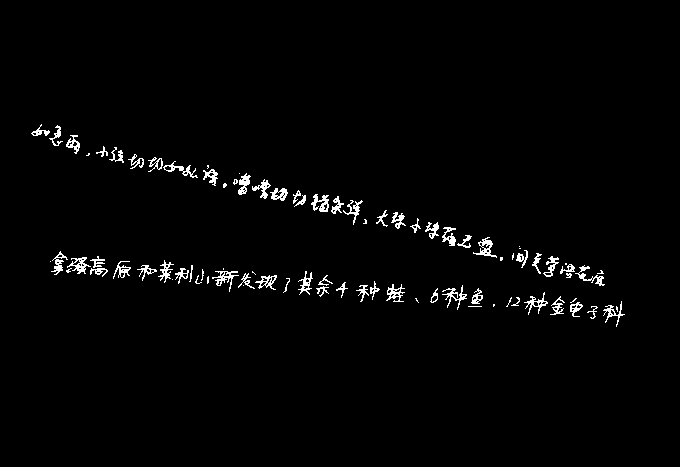 如急雨，小弦切切如私语。嘈嘈切切错杂弹，大珠小珠落玉盘。间关莺语花底
拿强高原和莱利山新发现了其余4种蛙、6种鱼，12种金电子科